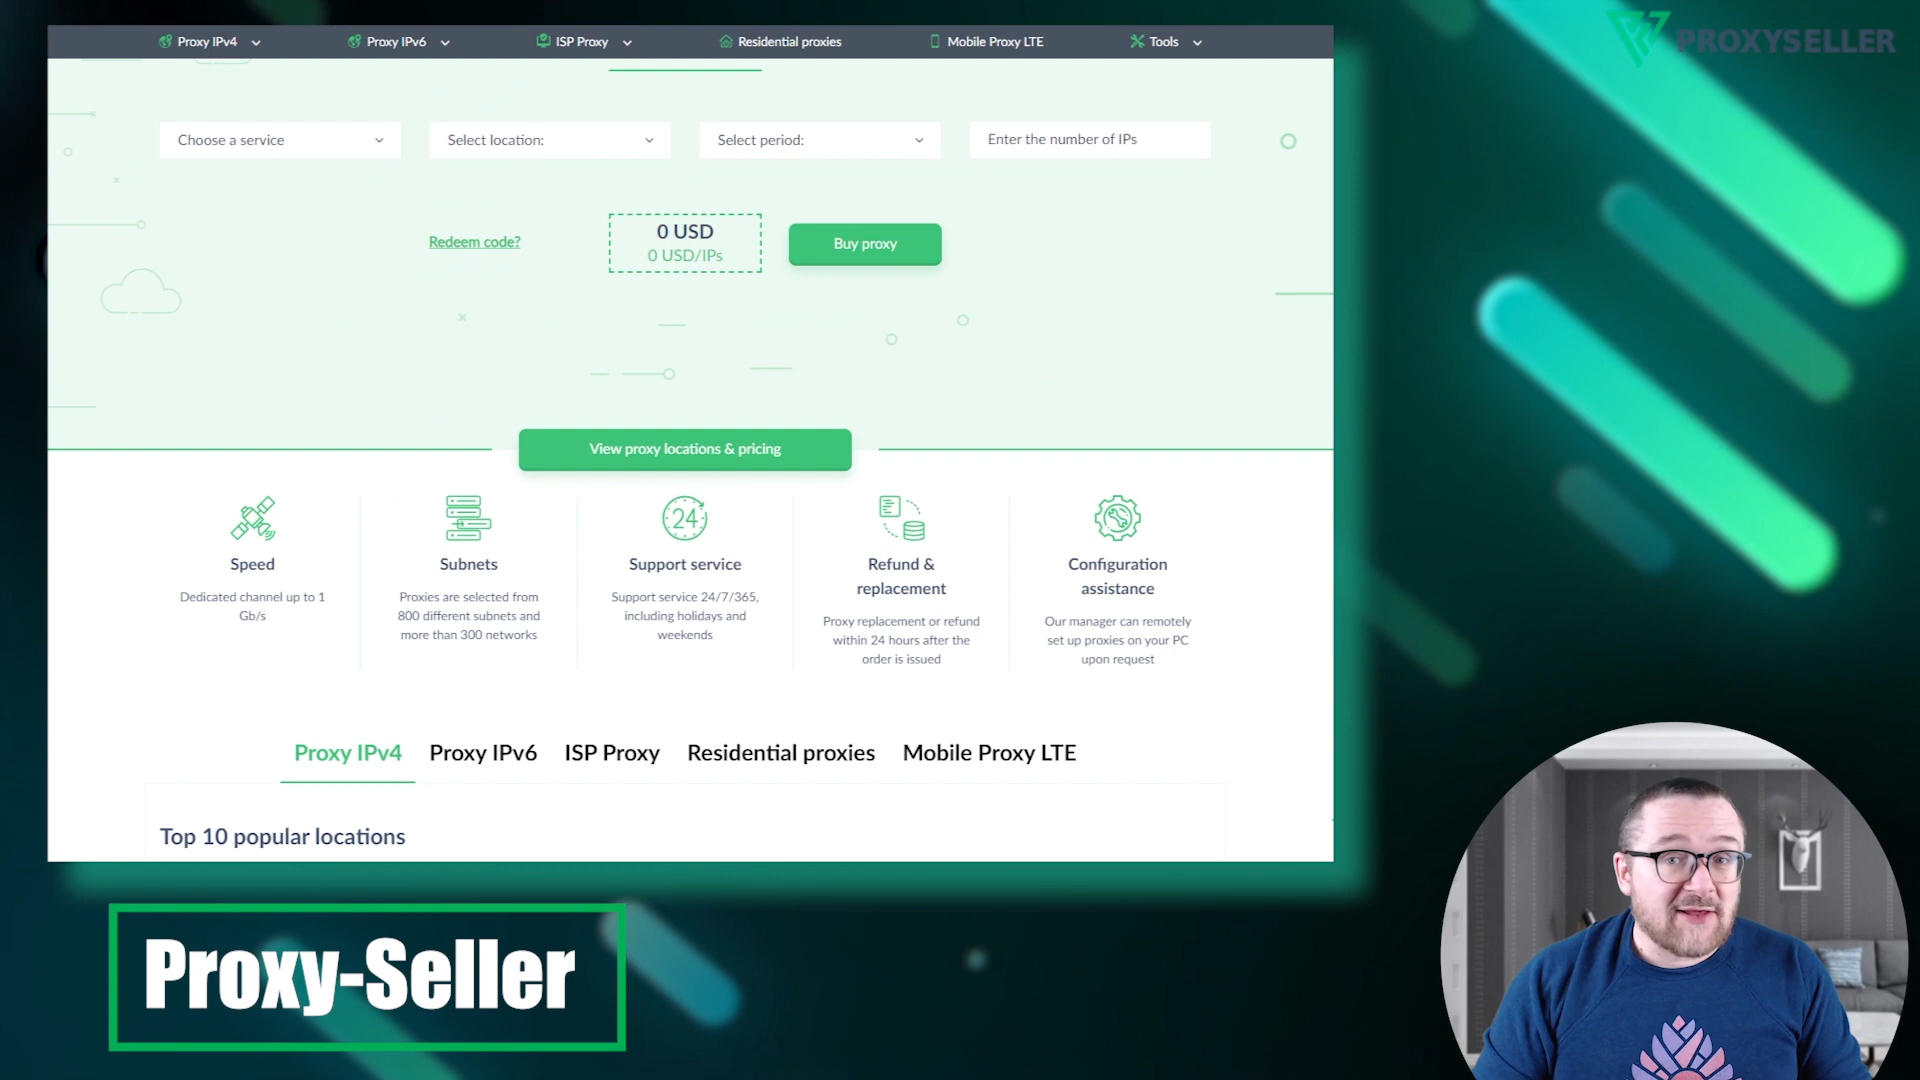 Proxy IPv4
Proxy IPv6
ISP Proxy
Residential proxies
Mobile Proxy LTE
Tools
PROXYSELLER
Choose a service
Select location:
Select period:
Enter the number of IPs
Redeem code?
0 USD
0 USD/IPs
Buy proxy
View proxy locations & pricing
24
Speed
Dedicated channel up to 1
Gb/s
Subnets
Proxies are selected from
800 different subnets and
more than 300 networks
Support service
Support service 24/7/365,
including holidays and
weekends
Refund &
replacement
Proxy replacement or refund
within 24 hours after the
order is issued
Configuration
assistance
Our manager can remotely
set up proxies on your PC
upon request
Proxy IPv4
Proxy IPv6
ISP Proxy
Residential proxies
Mobile Proxy LTE
Top 10 popular locations
Proxy-Seller